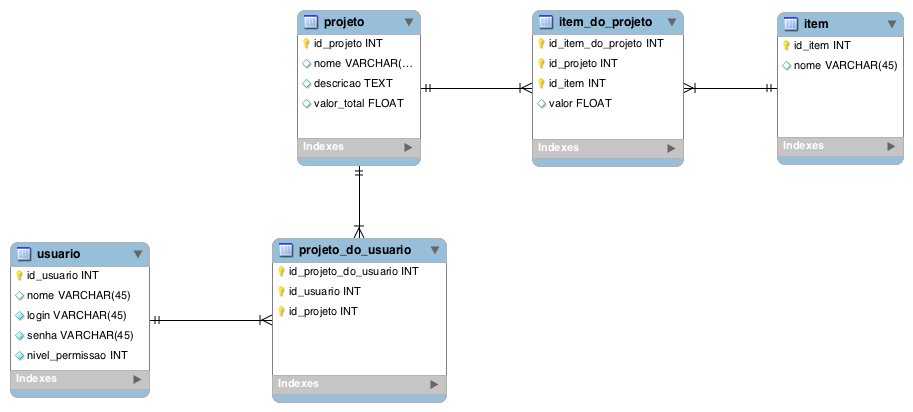 projeto
id_projeto INT
nome VARCHAR(...
descricao TEXT
valor_total FLOAT
Indexes
item_do_projeto
id_item_do_projeto INT
id_projeto INT
id_item INT
valor FLOAT
Indexes
item
id_item INT
nome VARCHAR(45)
Indexes
usuario
id_usuario INT
nome VARCHAR(45)
login VARCHAR(45)
senha VARCHAR(45)
nivel_permissao INT
Indexes
projeto_do_usuario
id_projeto_do_usuario INT
id_usuario INT
id_projeto INT
Indexes